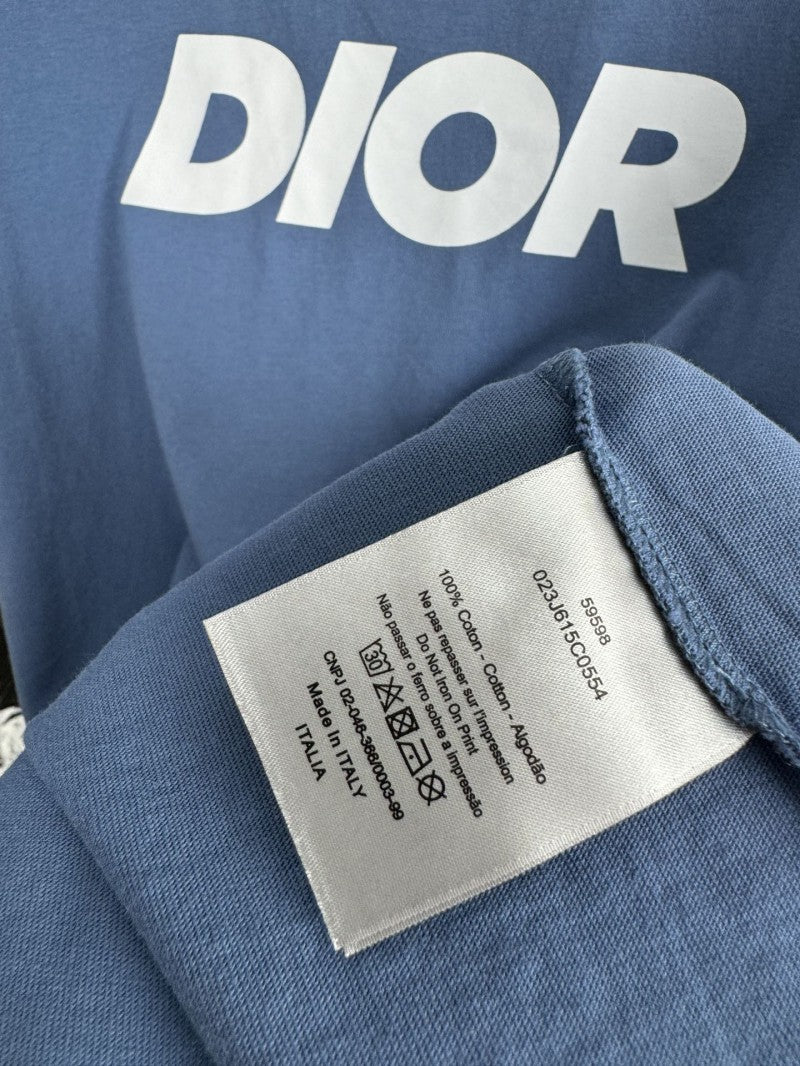 DIOR
59598
023J615C0554
100% Coton - Cotton - Algodão
Ne pas repasser sur l'impression
Do Not Iron On Print
Não passar o ferro sobre a impressão
30
CNPJ 02-046-368/0003-99
Made In ITALY
ITALIA